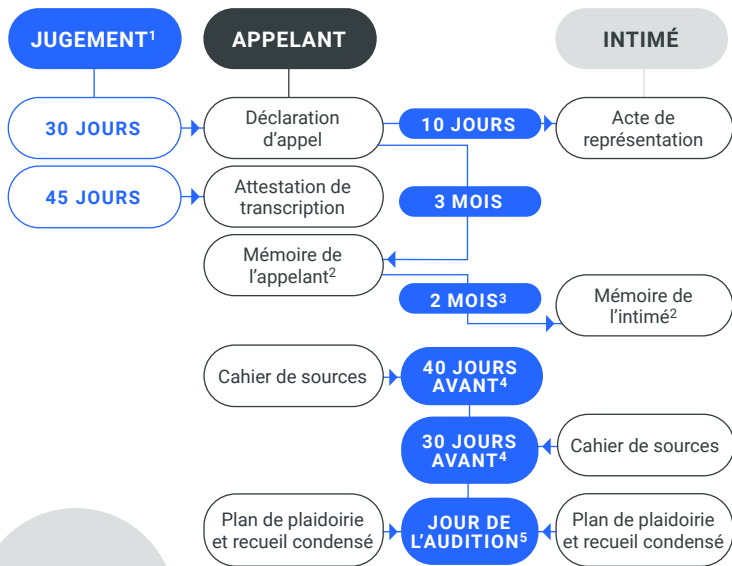 JUGEMENT¹
APPELANT
INTIMÉ
30 JOURS
Déclaration
d'appel
10 JOURS
Acte de
représentation
45 JOURS
Attestation de
transcription
3 MOIS
Mémoire de
l'appelant²
2 MOIS³
Mémoire de
l'intimé²
Cahier de sources
40 JOURS
AVANT⁴
30 JOURS
AVANT⁴
Cahier de sources
Plan de plaidoirie
et recueil condensé
JOUR DE
L'AUDITION⁵
Plan de plaidoirie
et recueil condensé